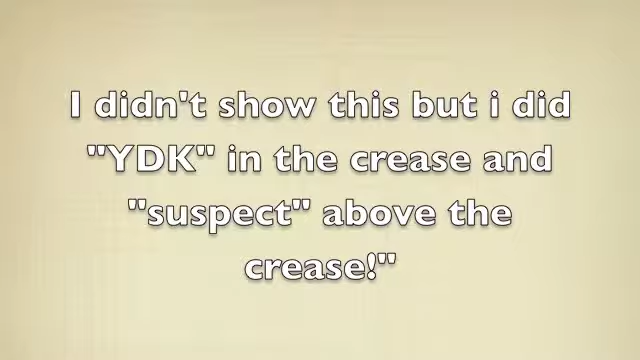 I didn't show this but i did
"YDK" in the crease and
"suspect" above the
crease!"